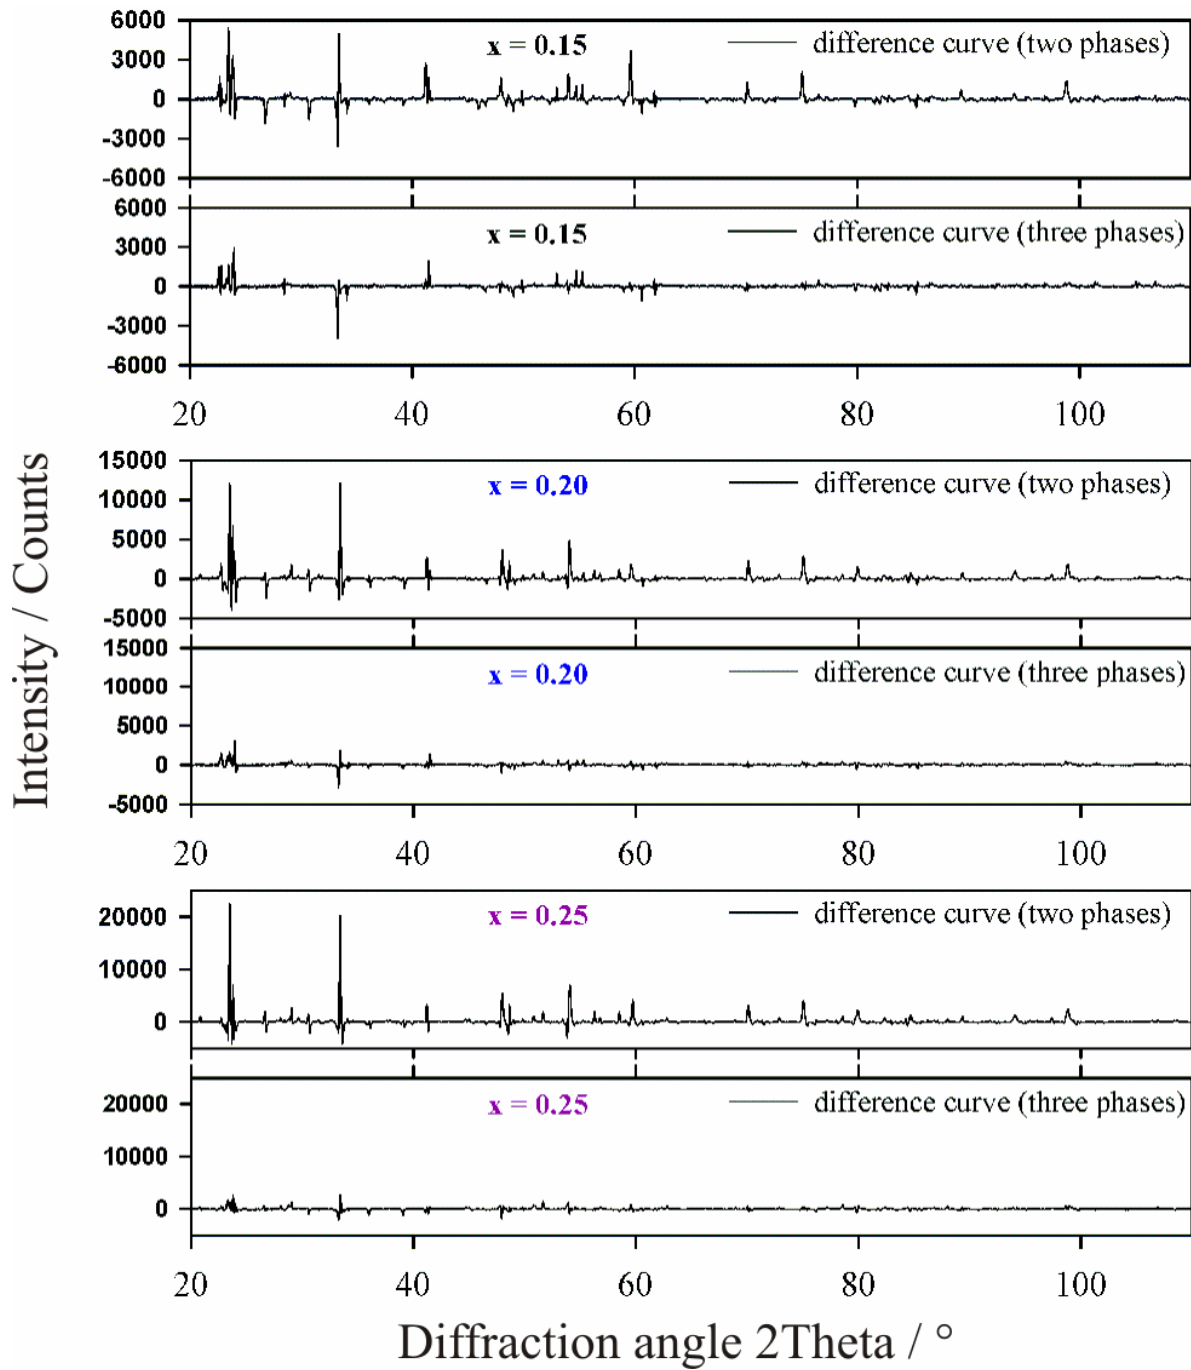 6000
3000
0
-3000
-6000
x = 0.15
difference curve (two phases)
6000
3000
0
-3000
-6000
x = 0.15
difference curve (three phases)
20 40 60 80 100
15000
10000
5000
0
-5000
x = 0.20
difference curve (two phases)
15000
10000
5000
0
-5000
x = 0.20
difference curve (three phases)
20 40 60 80 100
20000
10000
0
x = 0.25
difference curve (two phases)
20000
10000
0
x = 0.25
difference curve (three phases)
20 40 60 80 100
Intensity / Counts
Diffraction angle 2Theta / °